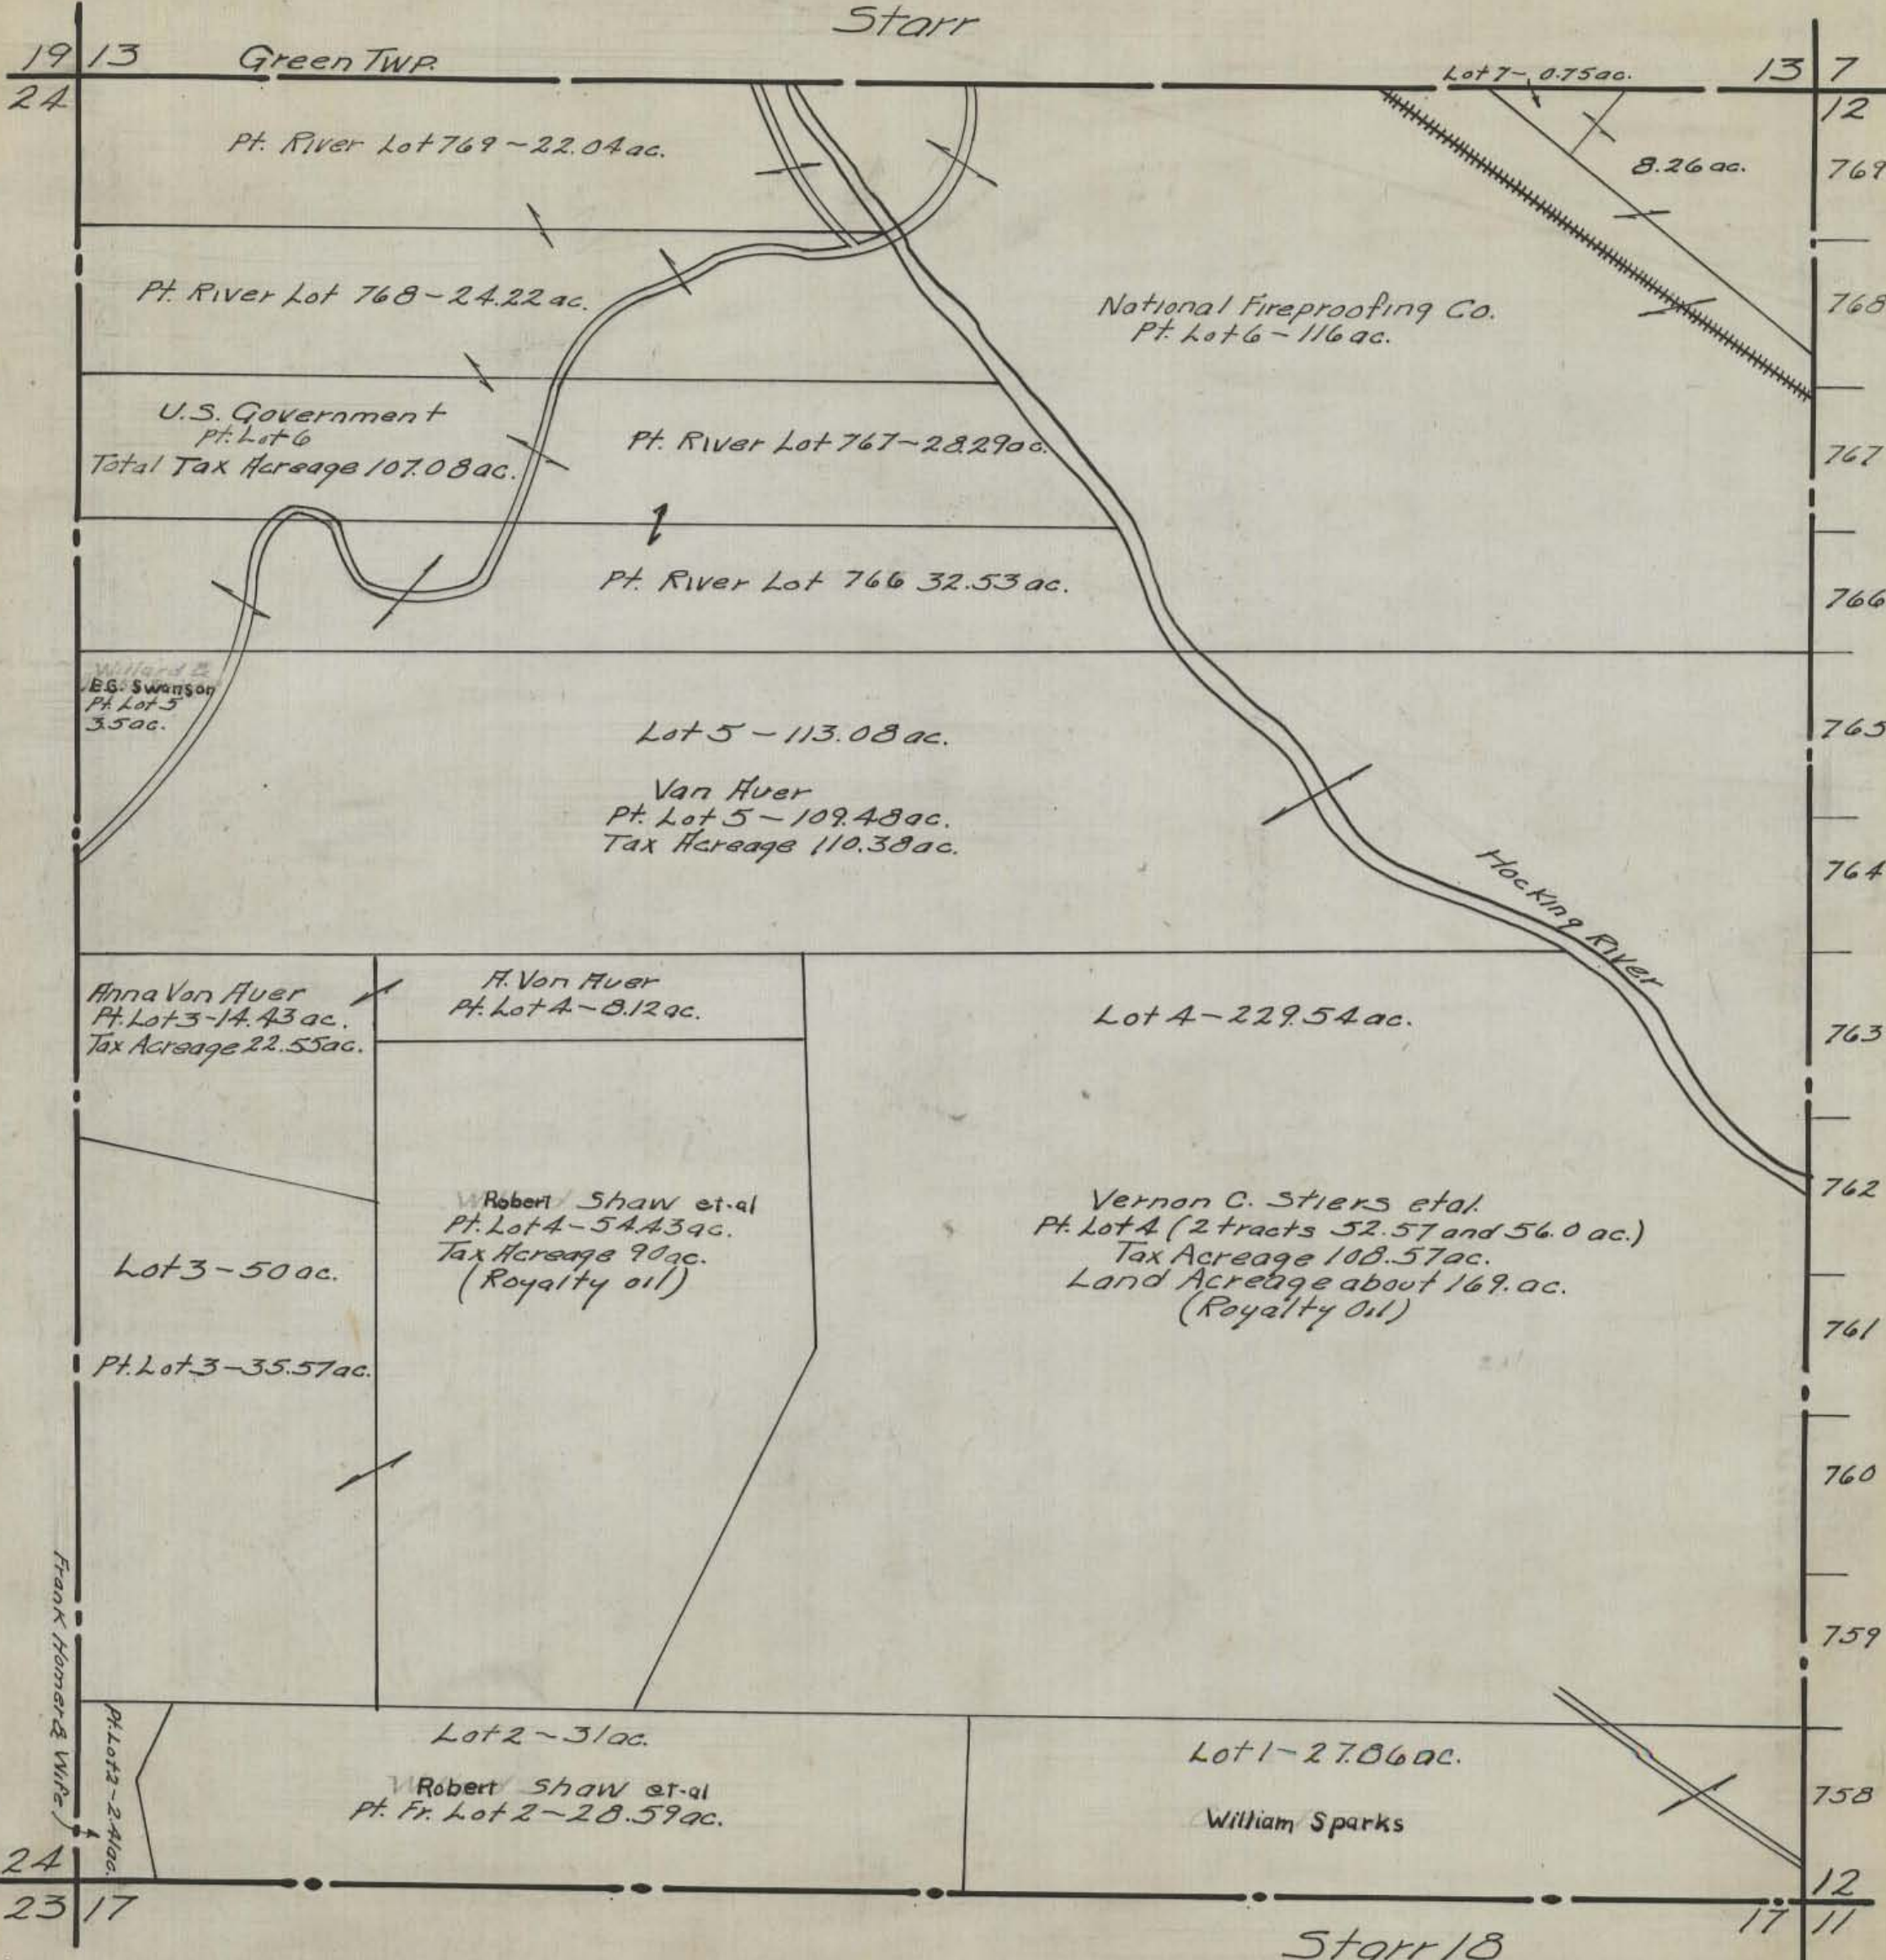 Starr
19 13
Green Twp.
24
Lot 7 - 0.75 ac.
13 7
12
Pt. River Lot 769 - 22.04 ac.
8.26 ac.
769
Pt. River Lot 768 - 24.22 ac.
National Fireproofing Co.
Pt. Lot 6 - 116 ac.
768
U.S. Government
Pt. Lot 6
Total Tax Acreage 107.08 ac.
Pt. River Lot 767 - 28.29 ac.
767
Pt. River Lot 766 32.53 ac.
766
Willard &
E.G. Swanson
Pt. Lot 5
3.5 ac.
Lot 5 - 113.08 ac.
765
Van Auer
Pt. Lot 5 - 109.48 ac.
Tax Acreage 110.38 ac.
764
Hocking River
Anna Von Auer
Pt. Lot 3 - 14.43 ac.
Tax Acreage 22.55 ac.
A. Von Auer
Pt. Lot 4 - 8.12 ac.
Lot 4 - 229.54 ac.
763
Robert Shaw et-al
Pt. Lot 4 - 54.43 ac.
Tax Acreage 90 ac.
(Royalty oil)
Vernon C. Stiers etal.
Pt. Lot 4 (2 tracts 52.57 and 56.0 ac.)
Tax Acreage 108.57 ac.
Land Acreage about 169. ac.
(Royalty Oil)
762
Lot 3 - 50 ac.
761
Pt. Lot 3 - 35.57 ac.
760
759
Frank Homer & Wife
Pt. Lot 2 - 2.41 ac.
Lot 2 - 31 ac.
Robert Shaw et-al
Pt. Fr. Lot 2 - 28.59 ac.
Lot 1 - 27.86 ac.
William Sparks
758
24
23 17
12
17 11
Starr 18